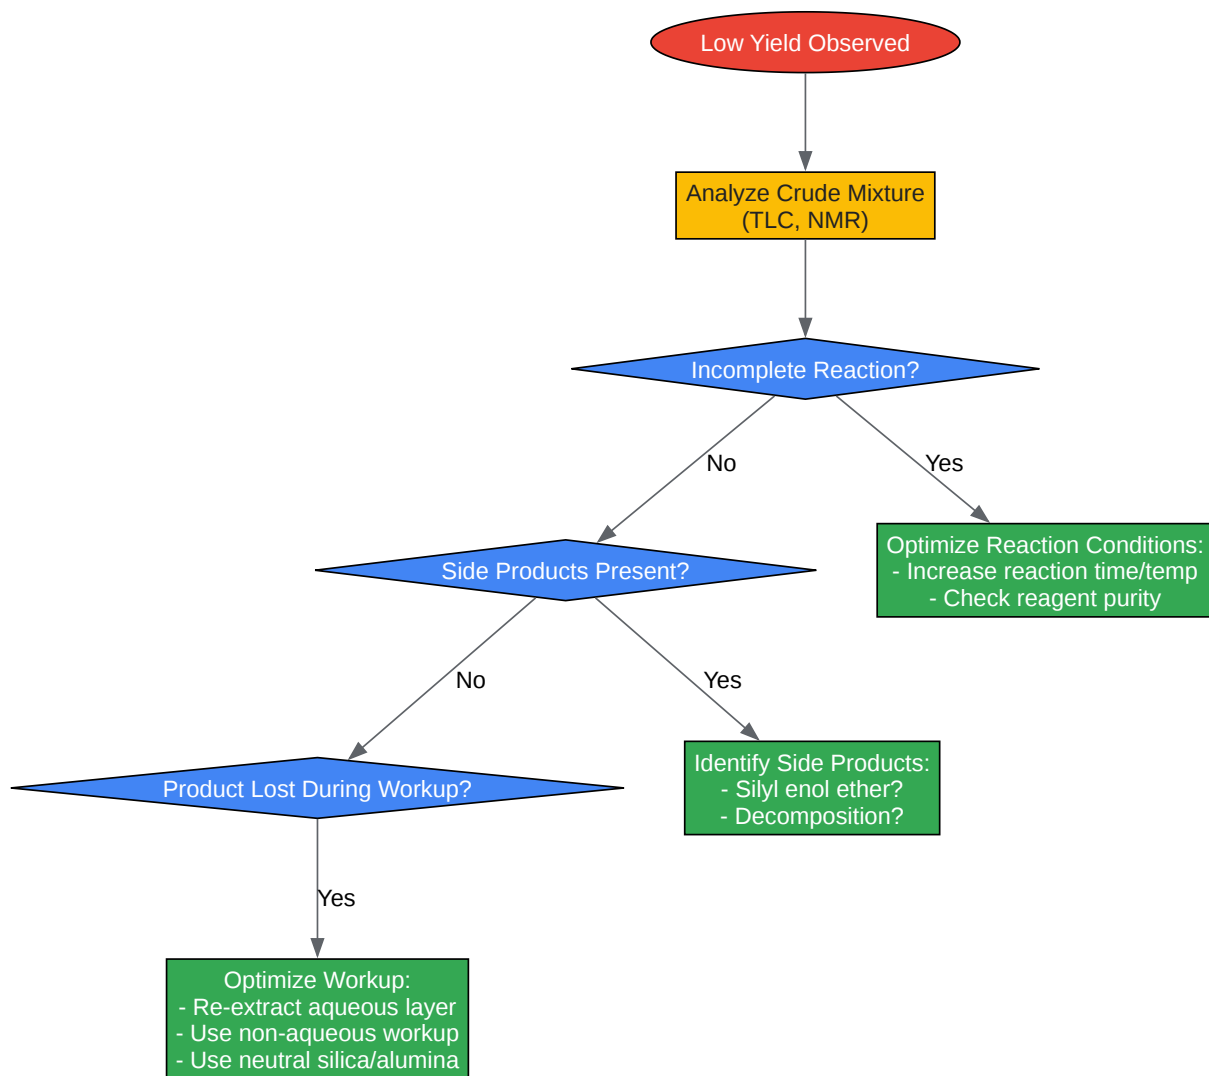 Low Yield Observed
Analyze Crude Mixture
(TLC, NMR)
Incomplete Reaction?
No
Yes
Optimize Reaction Conditions:
- Increase reaction time/temp
- Check reagent purity
Side Products Present?
No
Yes
Identify Side Products:
- Silyl enol ether?
- Decomposition?
Product Lost During Workup?
Yes
Optimize Workup:
- Re-extract aqueous layer
- Use non-aqueous workup
- Use neutral silica/alumina